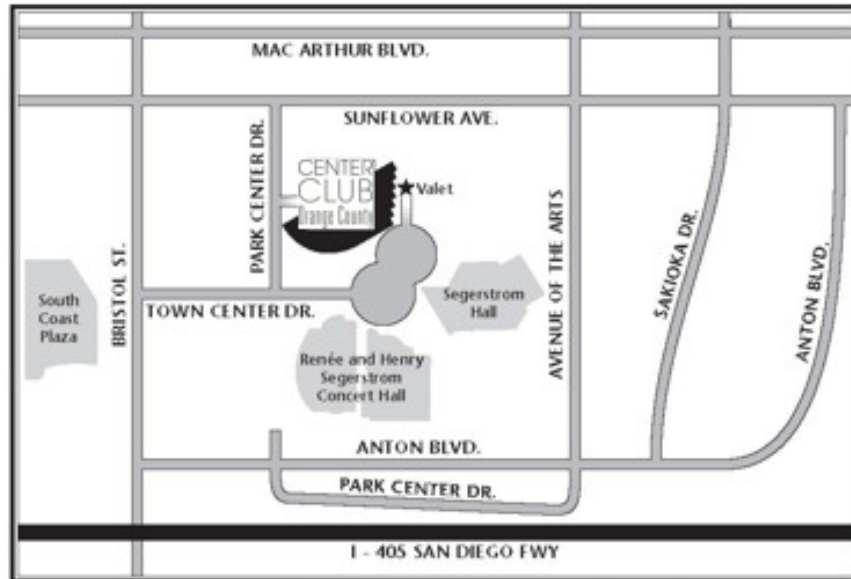 MAC ARTHUR BLVD.
SUNFLOWER AVE.
PARK CENTER DR.
CENTER
CLUB
Orange County
Valet
BRISTOL ST.
South
Coast
Plaza
TOWN CENTER DR.
Segerstrom
Hall
AVENUE OF THE ARTS
SAKIOKA DR.
ANTON BLVD.
Renée and Henry
Segerstrom
Concert Hall
ANTON BLVD.
PARK CENTER DR.
I - 405 SAN DIEGO FWY